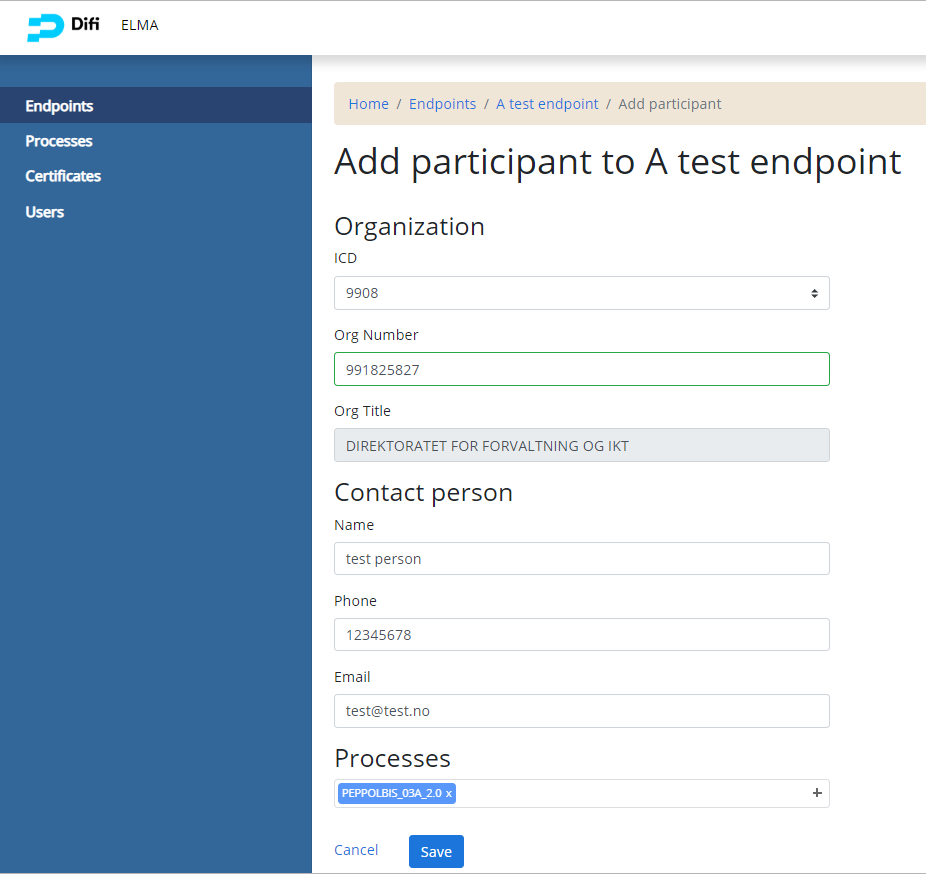 Difi ELMA
Endpoints
Processes
Certificates
Users
Home / Endpoints / A test endpoint / Add participant
Add participant to A test endpoint
Organization
ICD
9908
Org Number
991825827
Org Title
DIREKTORATET FOR FORVALTNING OG IKT
Contact person
Name
test person
Phone
12345678
Email
test@test.no
Processes
PEPPOLBIS_03A_2.0 x +
Cancel Save